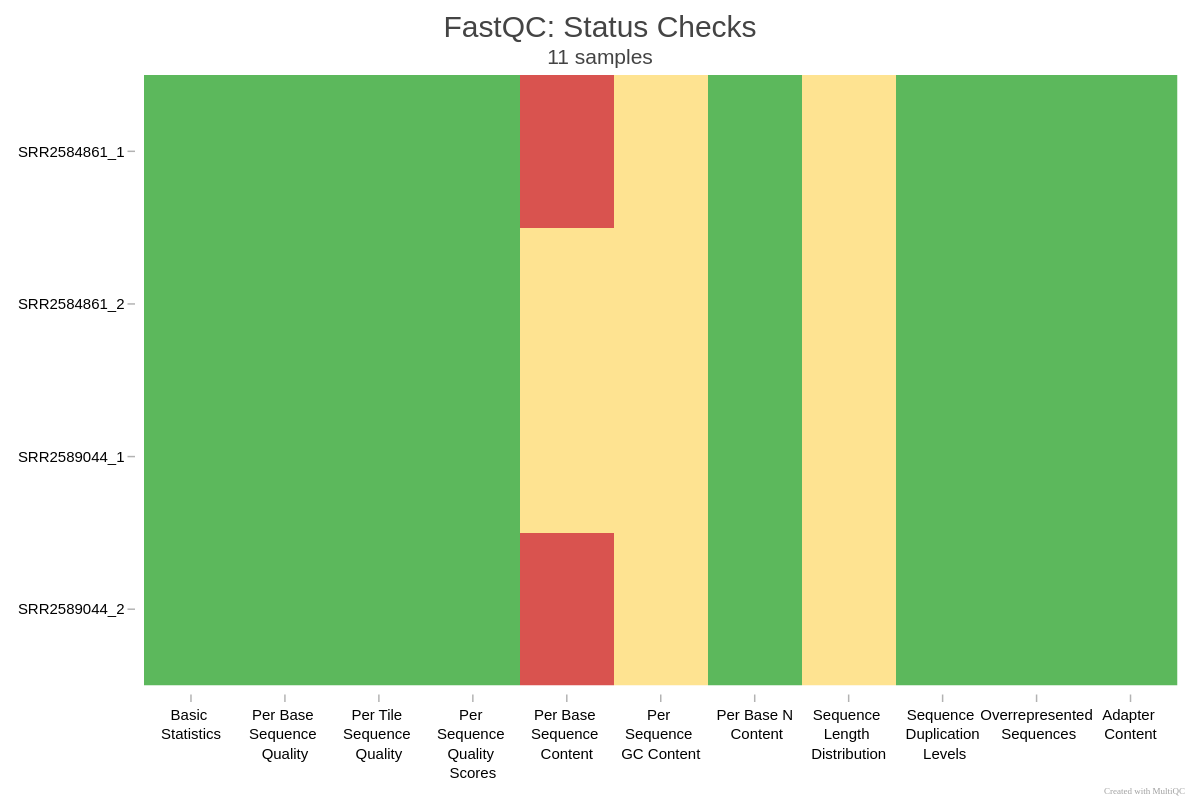 FastQC: Status Checks
11 samples
SRR2584861_1
SRR2584861_2
SRR2589044_1
SRR2589044_2
Basic
Statistics
Per Base
Sequence
Quality
Per Tile
Sequence
Quality
Per
Sequence
Quality
Scores
Per Base
Sequence
Content
Per
Sequence
GC Content
Per Base N
Content
Sequence
Length
Distribution
Sequence
Duplication
Levels
Overrepresented
Sequences
Adapter
Content
Created with MultiQC